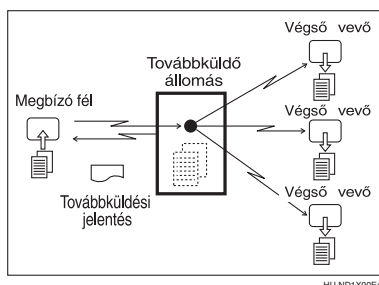 Végső vevő
Továbbküldő
állomás
Megbízó fél
Végső vevő
Továbbküldési
jelentés
Végső vevő